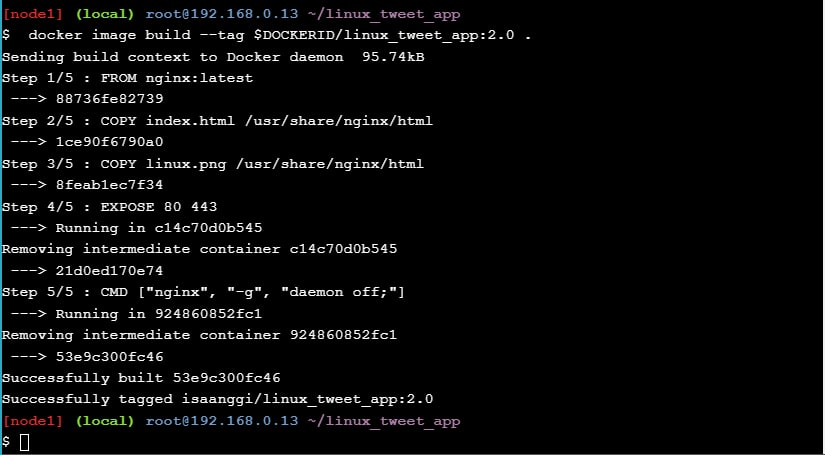 [node1] (local) root@192.168.0.13 ~/linux_tweet_app
$  docker image build --tag $DOCKERID/linux_tweet_app:2.0 .
Sending build context to Docker daemon  95.74kB
Step 1/5 : FROM nginx:latest
 ---> 88736fe82739
Step 2/5 : COPY index.html /usr/share/nginx/html
 ---> 1ce90f6790a0
Step 3/5 : COPY linux.png /usr/share/nginx/html
 ---> 8feab1ec7f34
Step 4/5 : EXPOSE 80 443
 ---> Running in c14c70d0b545
Removing intermediate container c14c70d0b545
 ---> 21d0ed170e74
Step 5/5 : CMD ["nginx", "-g", "daemon off;"]
 ---> Running in 924860852fc1
Removing intermediate container 924860852fc1
 ---> 53e9c300fc46
Successfully built 53e9c300fc46
Successfully tagged isaanggi/linux_tweet_app:2.0
[node1] (local) root@192.168.0.13 ~/linux_tweet_app
$